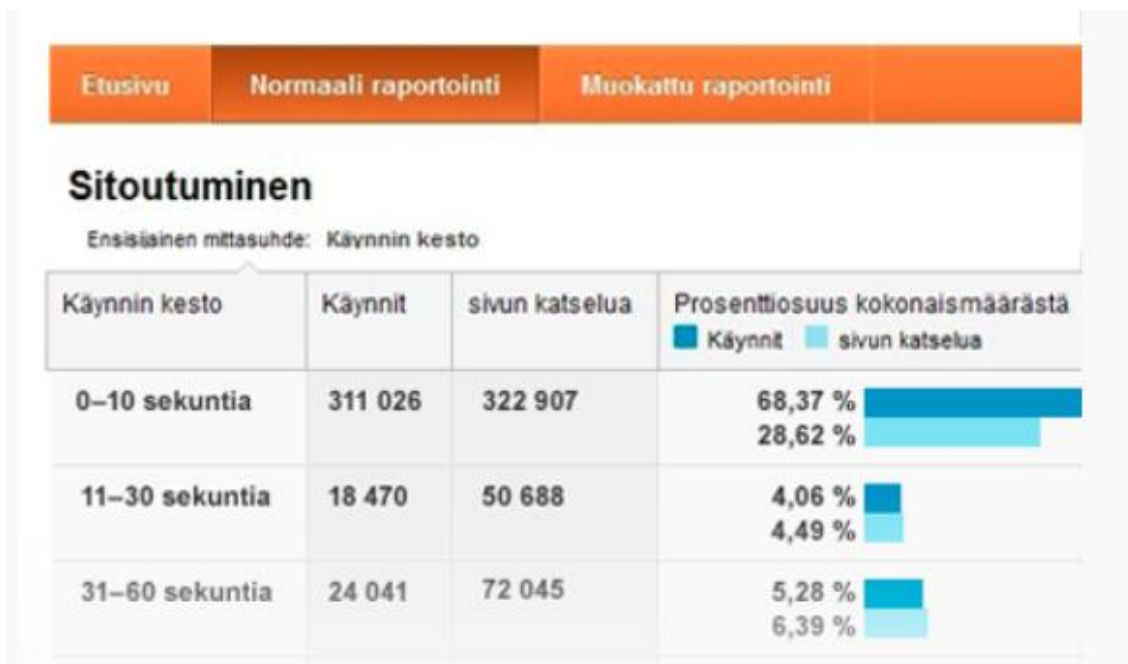 Etusivu Normaali raportointi Muokattu raportointi
Sitoutuminen
Ensisijainen mittasuhde: Käynnin kesto
Käynnin kesto Käynnit sivun katselua Prosenttiosuus kokonaismäärästä
Käynnit sivun katselua
0–10 sekuntia 311 026 322 907 68,37 %
28,62 %
11–30 sekuntia 18 470 50 688 4,06 %
4,49 %
31–60 sekuntia 24 041 72 045 5,28 %
6,39 %